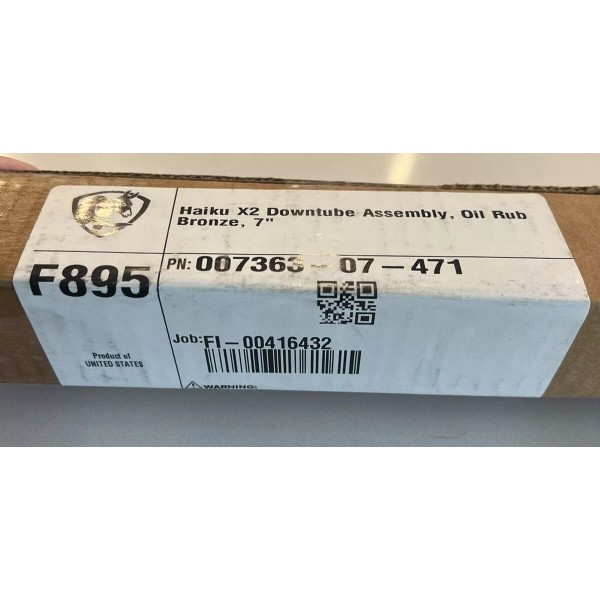 Haiku X2 Downtube Assembly, Oil Rub
Bronze, 7"
F895
PN: 007363-07-471
Job: FI-00416432
Product of
UNITED STATES
WARNING: